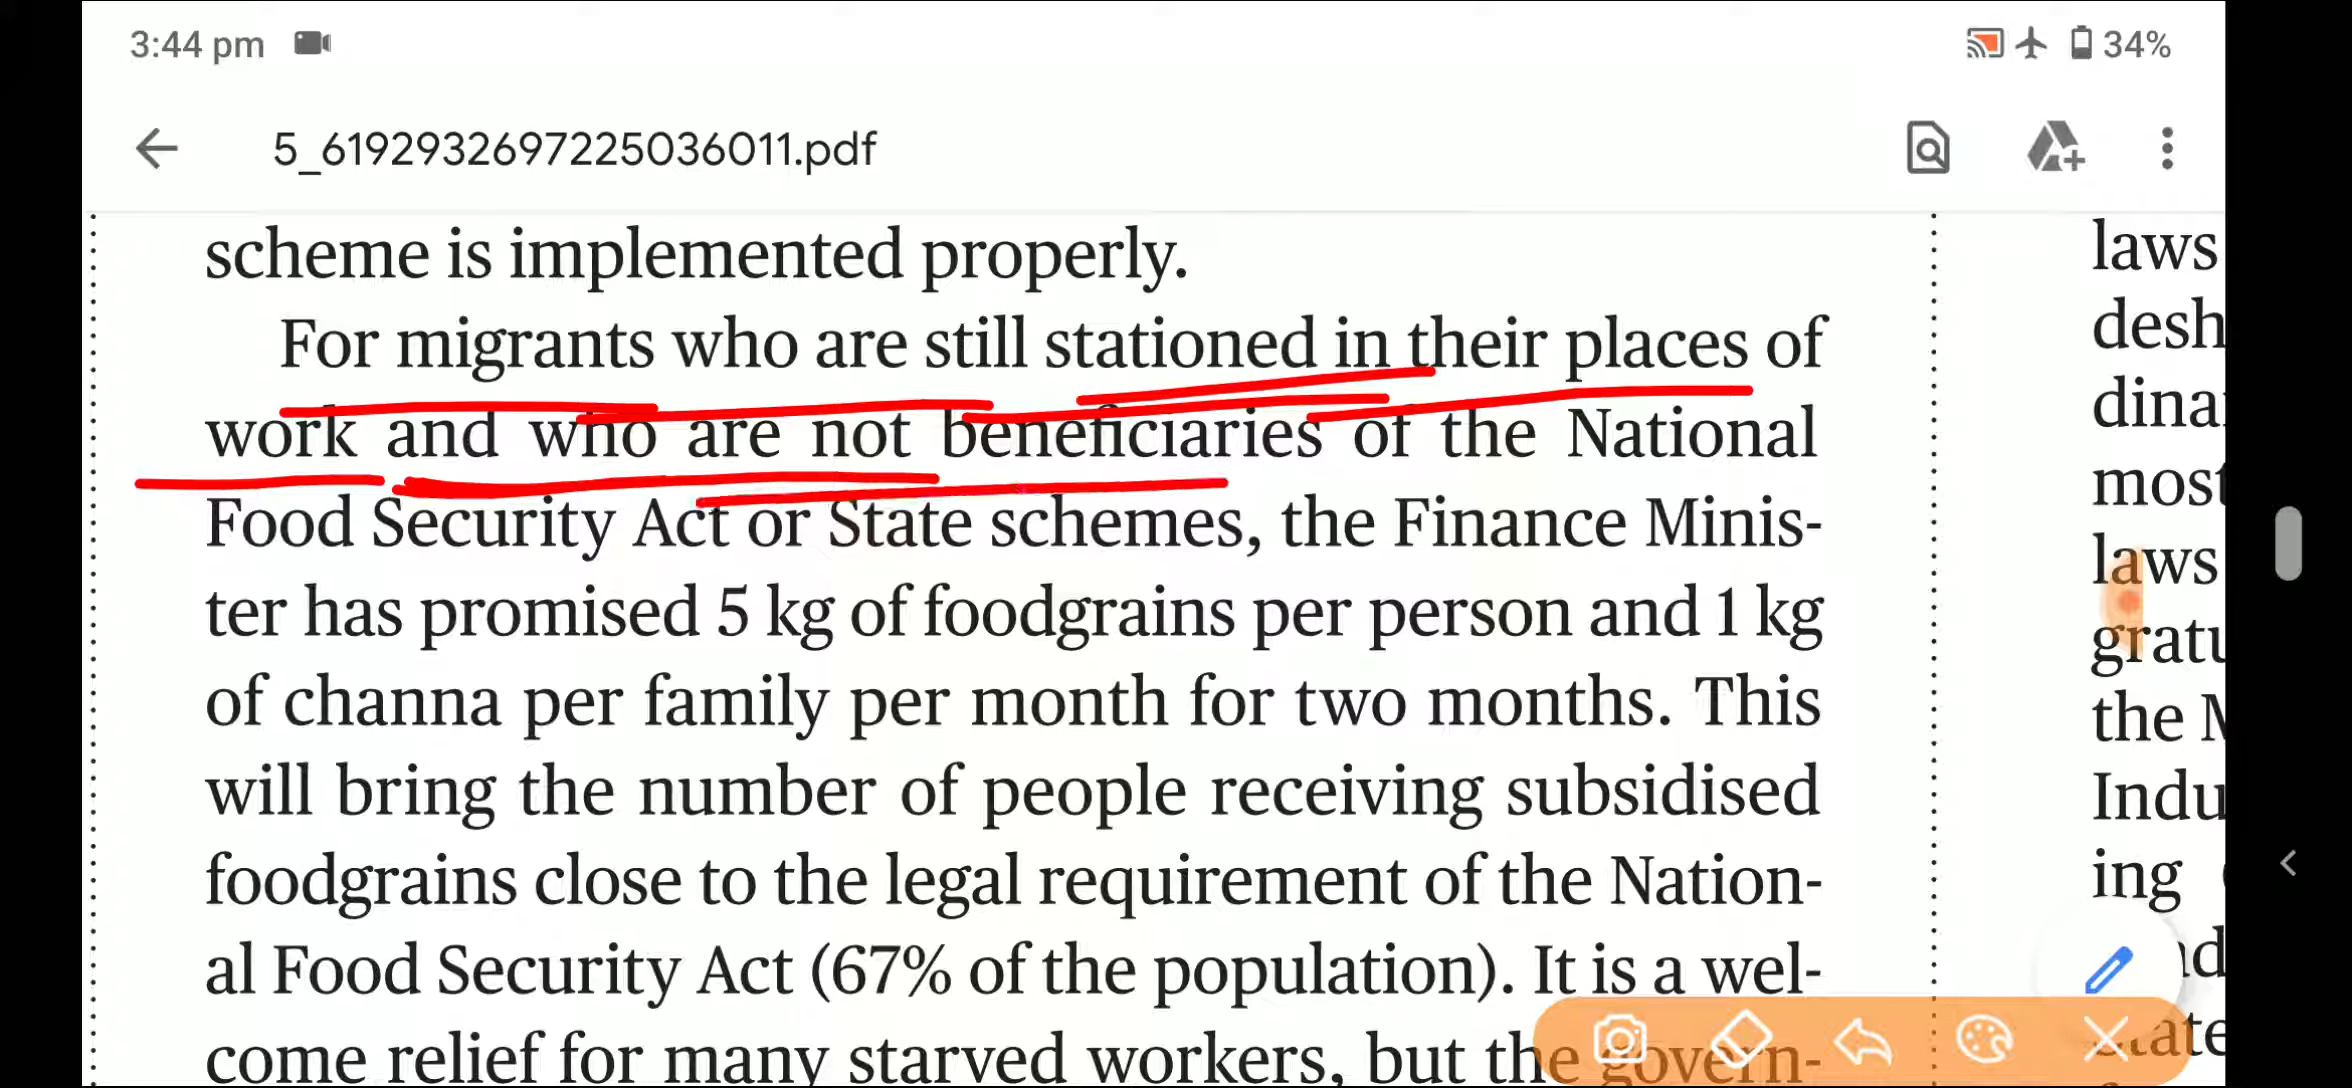 3:44 pm
34%
5_6192932697225036011.pdf
scheme is implemented properly.
For migrants who are still stationed in their places of
work and who are not beneficiaries of the National
Food Security Act or State schemes, the Finance Minis-
ter has promised 5 kg of foodgrains per person and 1 kg
of channa per family per month for two months. This
will bring the number of people receiving subsidised
foodgrains close to the legal requirement of the Nation-
al Food Security Act (67% of the population). It is a wel-
come relief for many starved workers, but the govern-
laws
desh
dina
most
laws
gratu
the M
Indu
ing